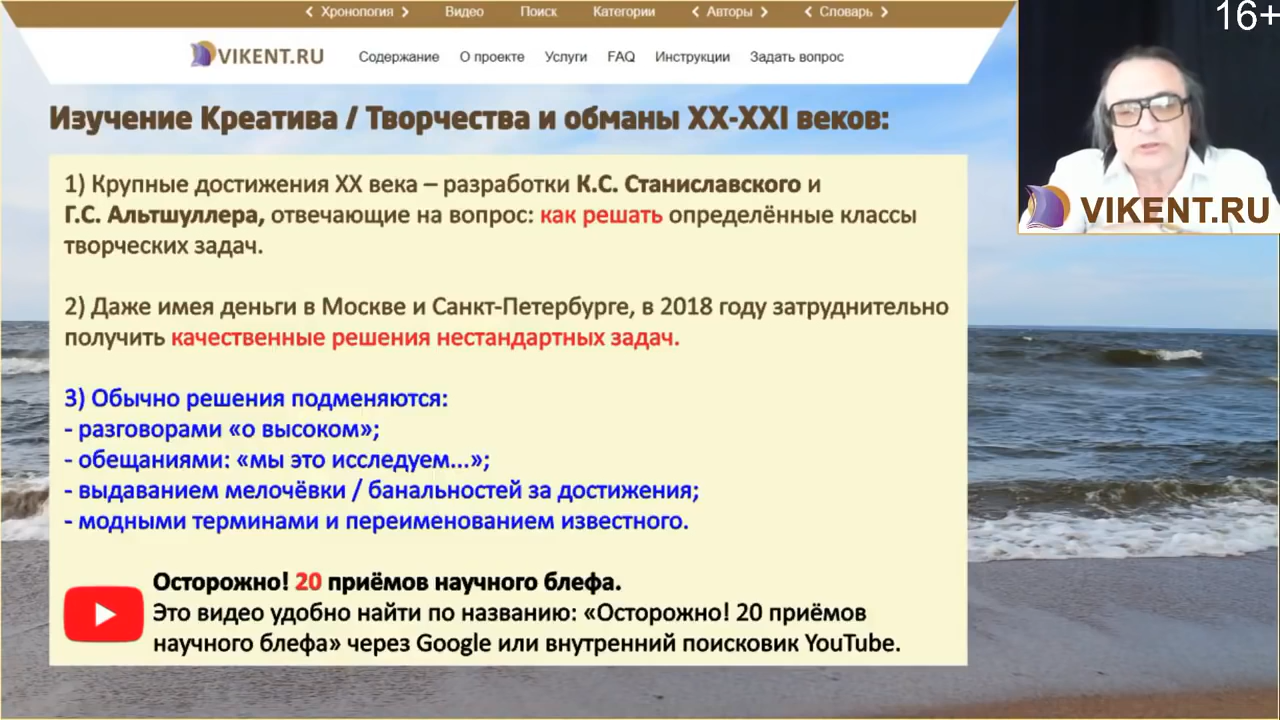 Хронология Видео Поиск Категории Авторы Словарь
16+
VIKENT.RU Содержание О проекте Услуги FAQ Инструкции Задать вопрос
Изучение Креатива / Творчества и обманы XX-XXI веков:
1) Крупные достижения XX века – разработки К.С. Станиславского и
Г.С. Альтшуллера, отвечающие на вопрос: как решать определённые классы
творческих задач.
VIKENT.RU
2) Даже имея деньги в Москве и Санкт-Петербурге, в 2018 году затруднительно
получить качественные решения нестандартных задач.
3) Обычно решения подменяются:
- разговорами «о высоком»;
- обещаниями: «мы это исследуем...»;
- выдаванием мелочёвки / банальностей за достижения;
- модными терминами и переименованием известного.
Осторожно! 20 приёмов научного блефа.
Это видео удобно найти по названию: «Осторожно! 20 приёмов
научного блефа» через Google или внутренний поисковик YouTube.